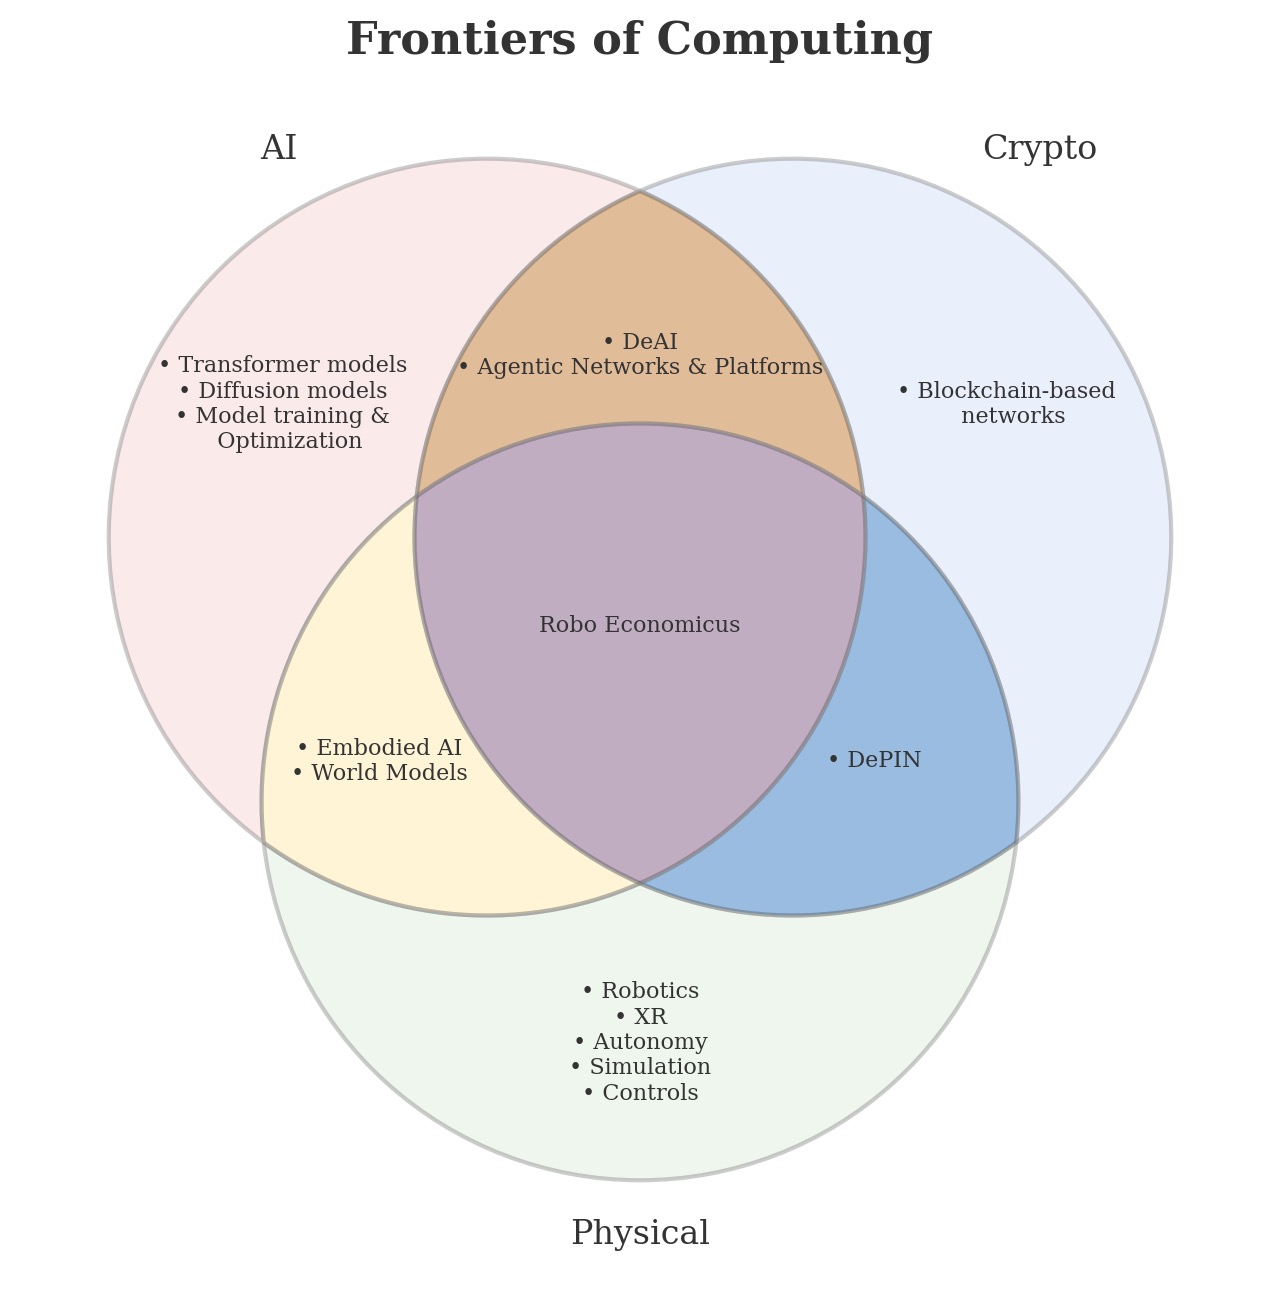 Frontiers of Computing
AI
Crypto
• Transformer models
• Diffusion models
• Model training &
Optimization
• DeAI
• Agentic Networks & Platforms
• Blockchain-based
networks
Robo Economicus
• Embodied AI
• World Models
• DePIN
• Robotics
• XR
• Autonomy
• Simulation
• Controls
Physical